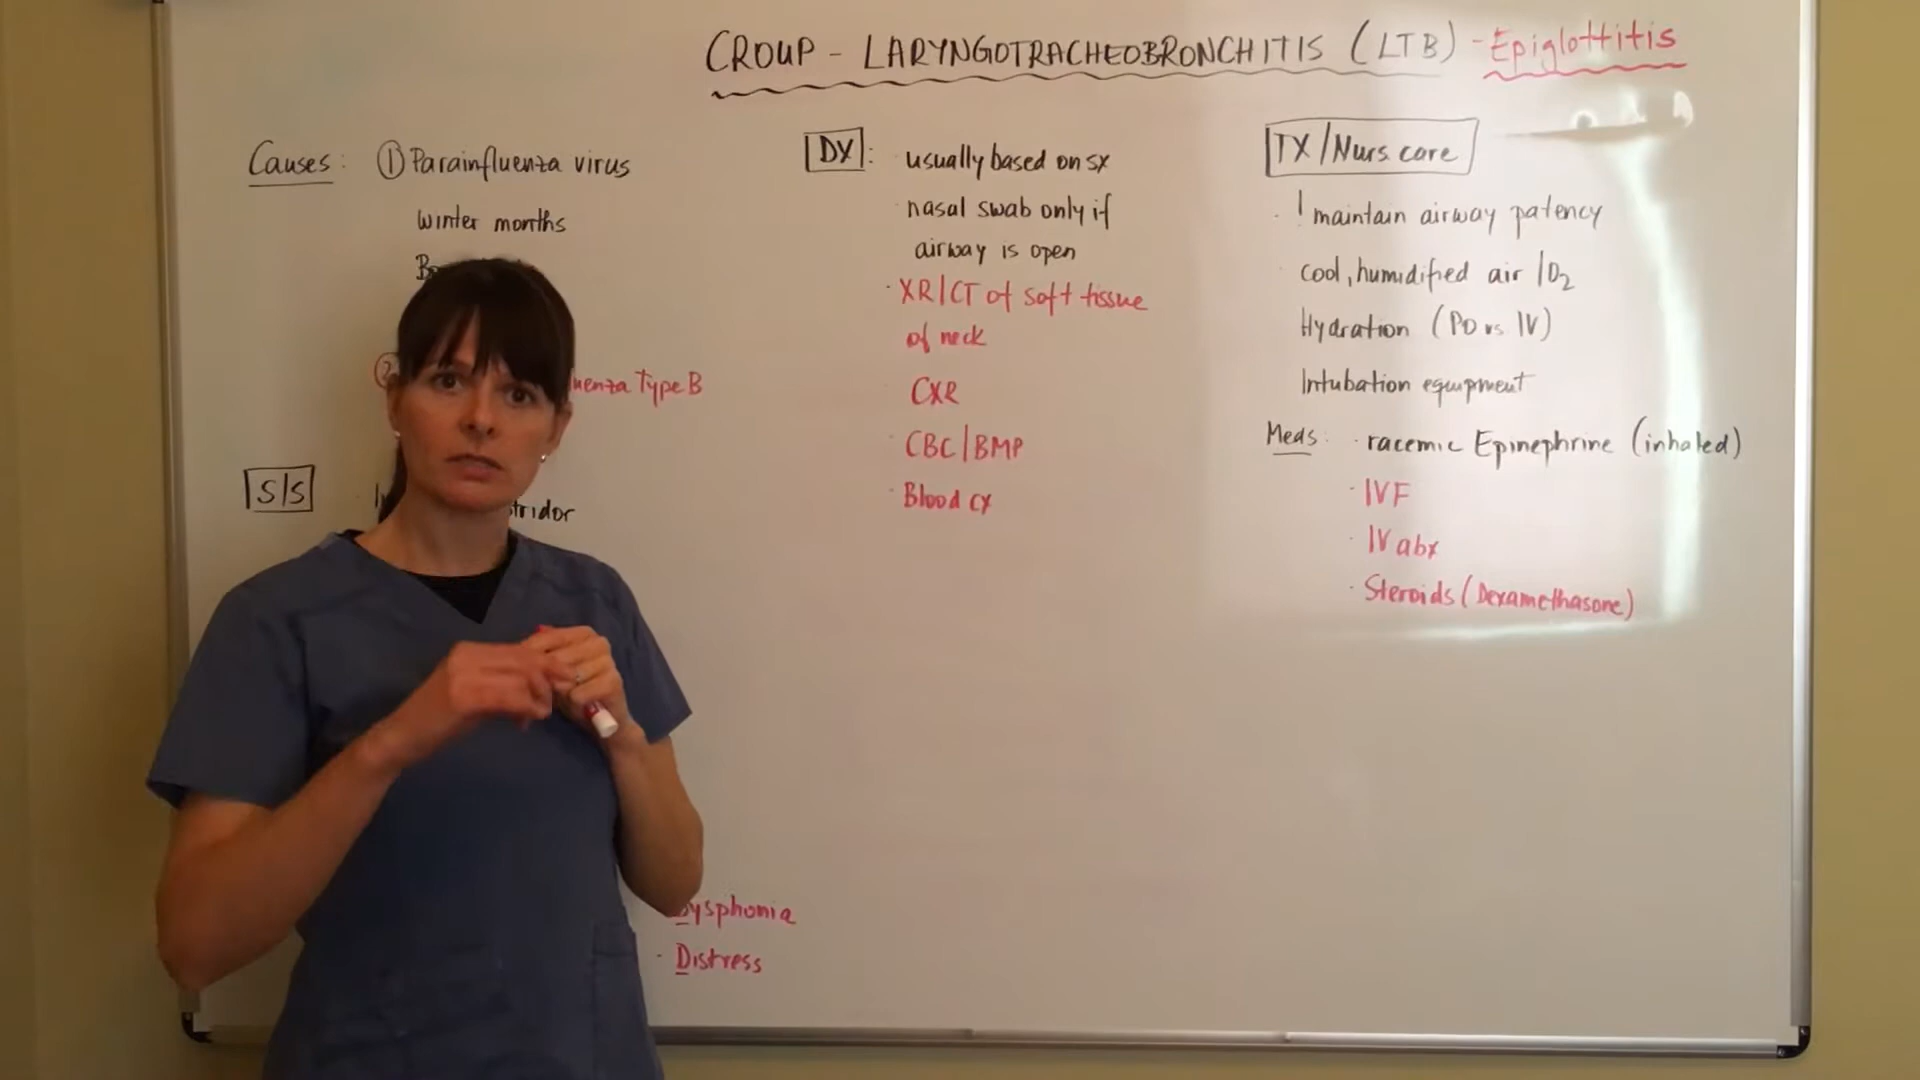 CROUP - LARYNGOTRACHEOBRONCHITIS (LTB) - Epiglottitis
Causes: ① Parainfluenza virus
winter months
S/S
Type B
DX: usually based on sx
nasal swab only if
airway is open
· XR/CT of soft tissue
of neck
CXR
· CBC/BMP
· Blood cx
Dysphonia
· Distress
TX/Nurs. care
· ! maintain airway patency
cool, humidified air /O2
Hydration (PO vs IV)
Intubation equipment
Meds: · racemic Epinephrine (inhaled)
· IVF
· IV abx
· Steroids (Dexamethasone)